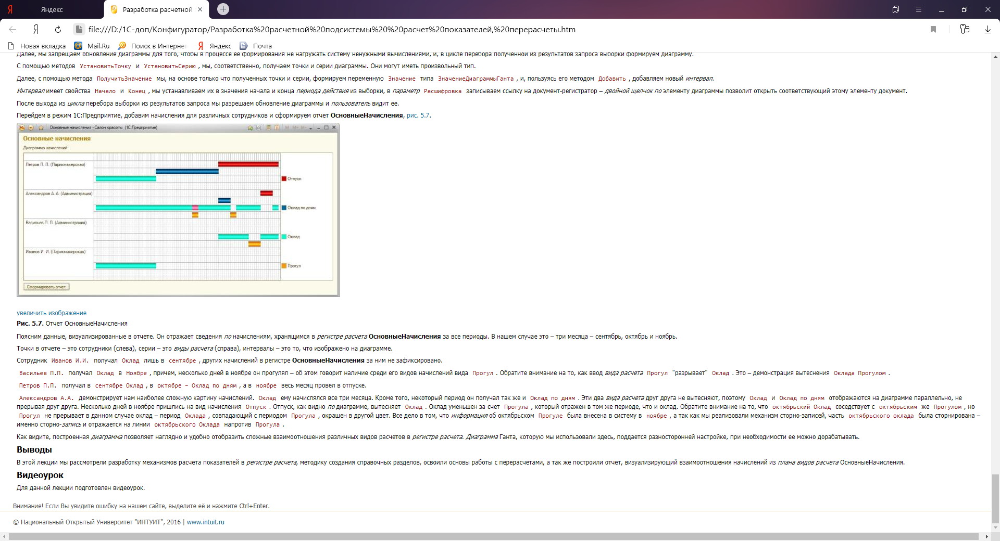 Яндекс
Разработка расчетной
file:///D:/1С-доп/Конфигуратор/Разработка%20расчетной%20подсистемы%20%20расчет%20показателей,%20перерасчеты.htm
Новая вкладка Mail.Ru Поиск в Интернет Яндекс Почта
Далее, мы запрещаем обновление диаграммы для того, чтобы в процессе ее формирования не нагружать систему ненужными вычислениями, и, в цикле перебора полученной из результатов запроса выборки формируем диаграмму.
С помощью методов УстановитьТочку и УстановитьСерию , мы, соответственно, получаем точки и серии диаграммы. Они могут иметь произвольный тип.
Далее, с помощью метода ПолучитьЗначение мы, на основе только что полученных точки и серии, формируем переменную Значение типа ЗначениеДиаграммыГанта , и, пользуясь его методом Добавить , добавляем новый интервал.
Интервал имеет свойства Начало и Конец , мы устанавливаем их в значения начала и конца периода действия из выборки, в параметр Расшифровка записываем ссылку на документ-регистратор – двойной щелчок по элементу диаграммы позволит открыть соответствующий этому элементу документ.
После выхода из цикла перебора выборки из результатов запроса мы разрешаем обновление диаграммы и пользователь видит ее.
Перейдем в режим 1С:Предприятие, добавим начисления для различных сотрудников и сформируем отчет ОсновныеНачисления, рис. 5.7.
Основные начисления - Салон красоты (1С:Предприятие)
M M+ M-
Основные начисления
Диаграмма начислений:
Петров П. П. (Парикмахерская)
Отпуск
Александров А. А. (Администрация)
Оклад по дням
Васильев П. П. (Администрация)
Оклад
Иванов И. И. (Парикмахерская)
Прогул
Сформировать отчет
увеличить изображение
Рис. 5.7. Отчет ОсновныеНачисления
Поясним данные, визуализированные в отчете. Он отражает сведения по начислениям, хранящимся в регистре расчета ОсновныеНачисления за все периоды. В нашем случае это – три месяца – сентябрь, октябрь и ноябрь.
Точки в отчете – это сотрудники (слева), серии – это виды расчета (справа), интервалы – это то, что изображено на диаграмме.
Сотрудник Иванов И.И. получал Оклад лишь в сентябре , других начислений в регистре ОсновныеНачисления за ним не зафиксировано.
Васильев П.П. получал Оклад в Ноябре , причем, несколько дней в ноябре он прогулял – об этом говорит наличие среди его видов начислений вида Прогул . Обратите внимание на то, как ввод вида расчета Прогул "разрывает" Оклад . Это – демонстрация вытеснения Оклада Прогулом .
Петров П.П. получал в сентябре Оклад , в октябре – Оклад по дням , а в ноябре весь месяц провел в отпуске.
Александров А.А. демонстрирует нам наиболее сложную картину начислений. Оклад ему начислялся все три месяца. Кроме того, некоторый период он получал так же и Оклад по дням . Эти два вида расчета друг друга не вытесняют, поэтому Оклад и Оклад по дням отображаются на диаграмме параллельно, не
прерывая друг друга. Несколько дней в ноябре пришлись на вид начисления Отпуск . Отпуск, как видно по диаграмме, вытесняет Оклад . Оклад уменьшен за счет Прогула , который отражен в том же периоде, что и оклад. Обратите внимание на то, что октябрьский Оклад соседствует с октябрьским же Прогулом , но
Прогул не прерывает в данном случае оклад – период Оклада , совпадающий с периодом Прогула , окрашен в другой цвет. Все дело в том, что информация об октябрьском Прогуле была внесена в систему в ноябре , а так как мы реализовали механизм сторно-записей, часть октябрьского оклада была сторнирована –
именно сторно-запись и отражается на линии октябрьского Оклада напротив Прогула .
Как видите, построенная диаграмма позволяет наглядно и удобно отобразить сложные взаимоотношения различных видов расчетов в регистре расчета. Диаграмма Ганта, которую мы использовали здесь, поддается разносторонней настройке, при необходимости ее можно дорабатывать.
Выводы
В этой лекции мы рассмотрели разработку механизмов расчета показателей в регистре расчета, методику создания справочных разделов, освоили основы работы с перерасчетами, а так же построили отчет, визуализирующий взаимоотношения начислений из плана видов расчета ОсновныеНачисления.
Видеоурок
Для данной лекции подготовлен видеоурок.
Внимание! Если Вы увидите ошибку на нашем сайте, выделите её и нажмите Ctrl+Enter.
© Национальный Открытый Университет "ИНТУИТ", 2016 | www.intuit.ru